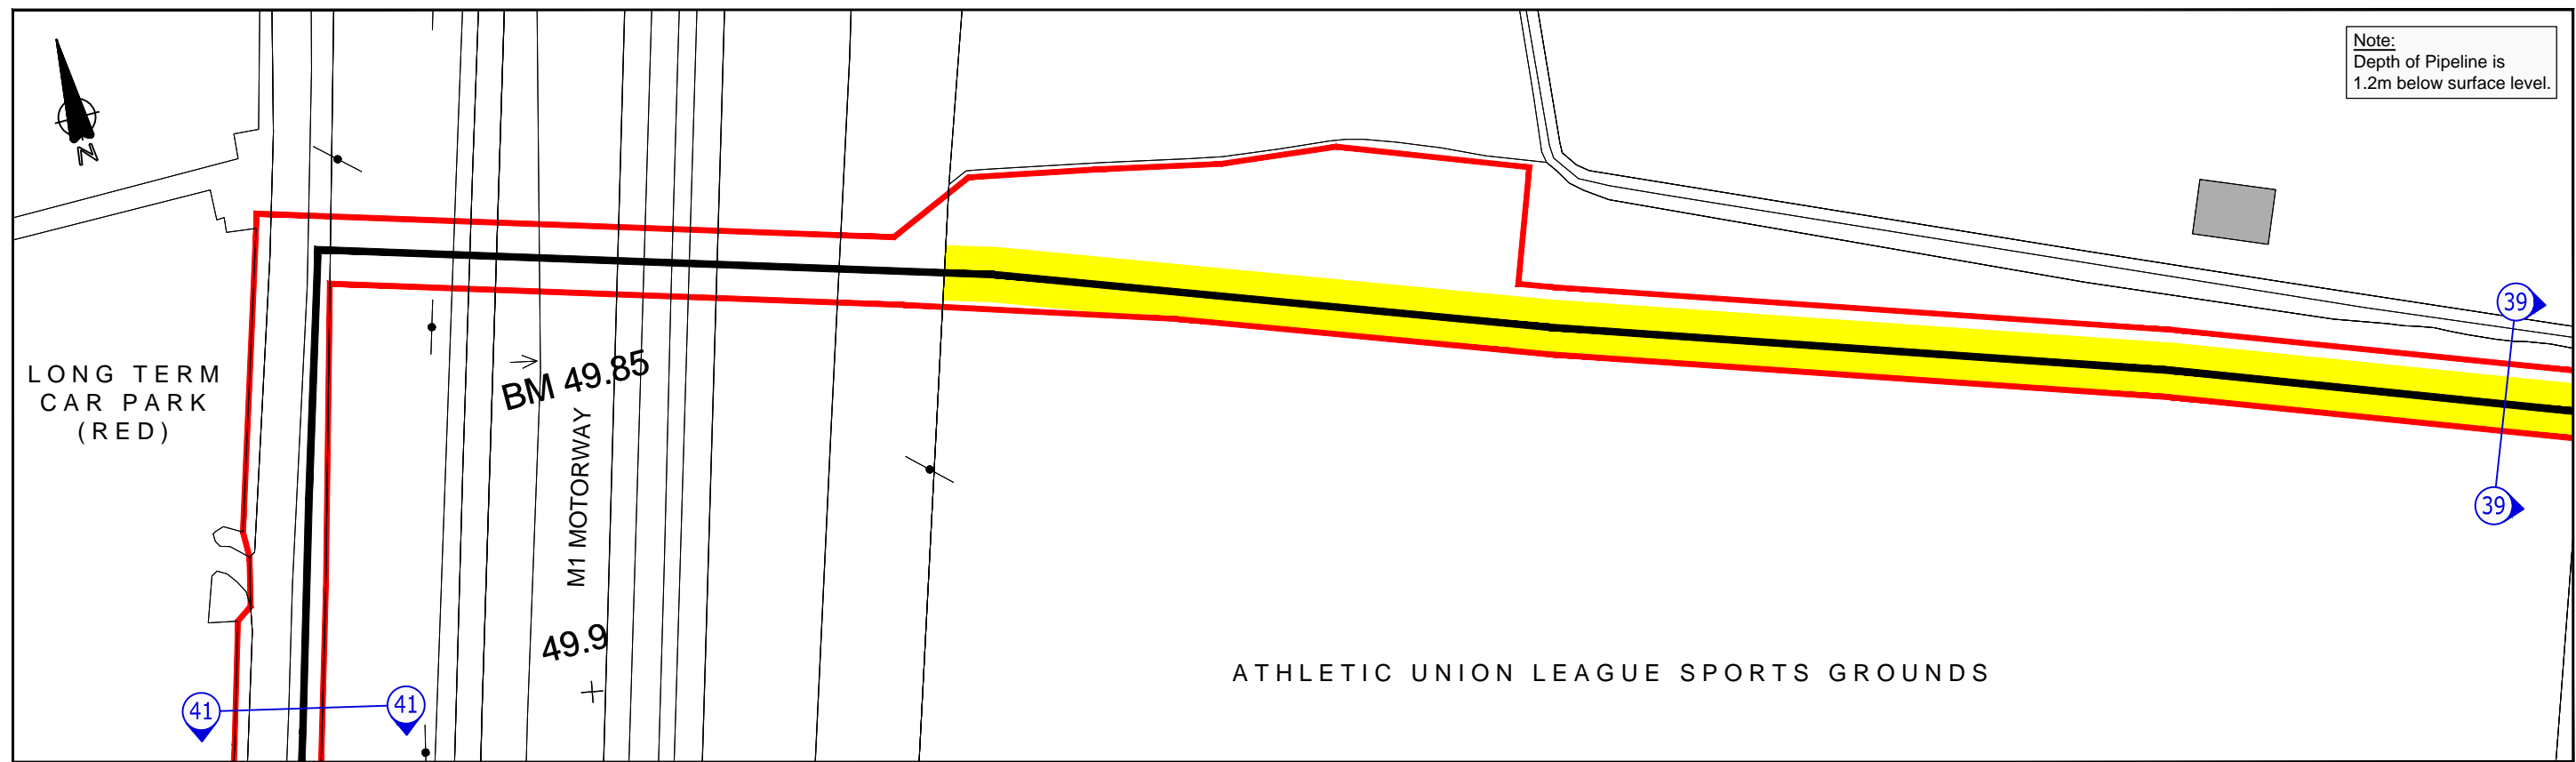 Note:
Depth of Pipeline is
1.2m below surface level.
N
39
BM 49.85
LONG TERM
CAR PARK
(RED)
M1 MOTORWAY
39
49.9
ATHLETIC UNION LEAGUE SPORTS GROUNDS
41
41